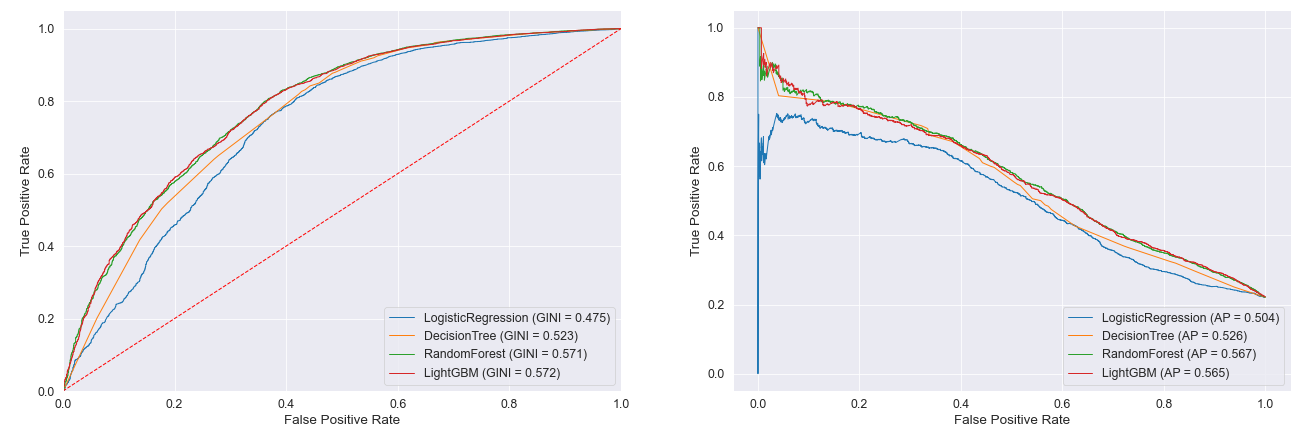 1.0
0.8
0.6
0.4
0.2
0.0
True Positive Rate
0.0 0.2 0.4 0.6 0.8 1.0
False Positive Rate
LogisticRegression (GINI = 0.475)
DecisionTree (GINI = 0.523)
RandomForest (GINI = 0.571)
LightGBM (GINI = 0.572)
1.0
0.8
0.6
0.4
0.2
0.0
True Positive Rate
0.0 0.2 0.4 0.6 0.8 1.0
False Positive Rate
LogisticRegression (AP = 0.504)
DecisionTree (AP = 0.526)
RandomForest (AP = 0.567)
LightGBM (AP = 0.565)